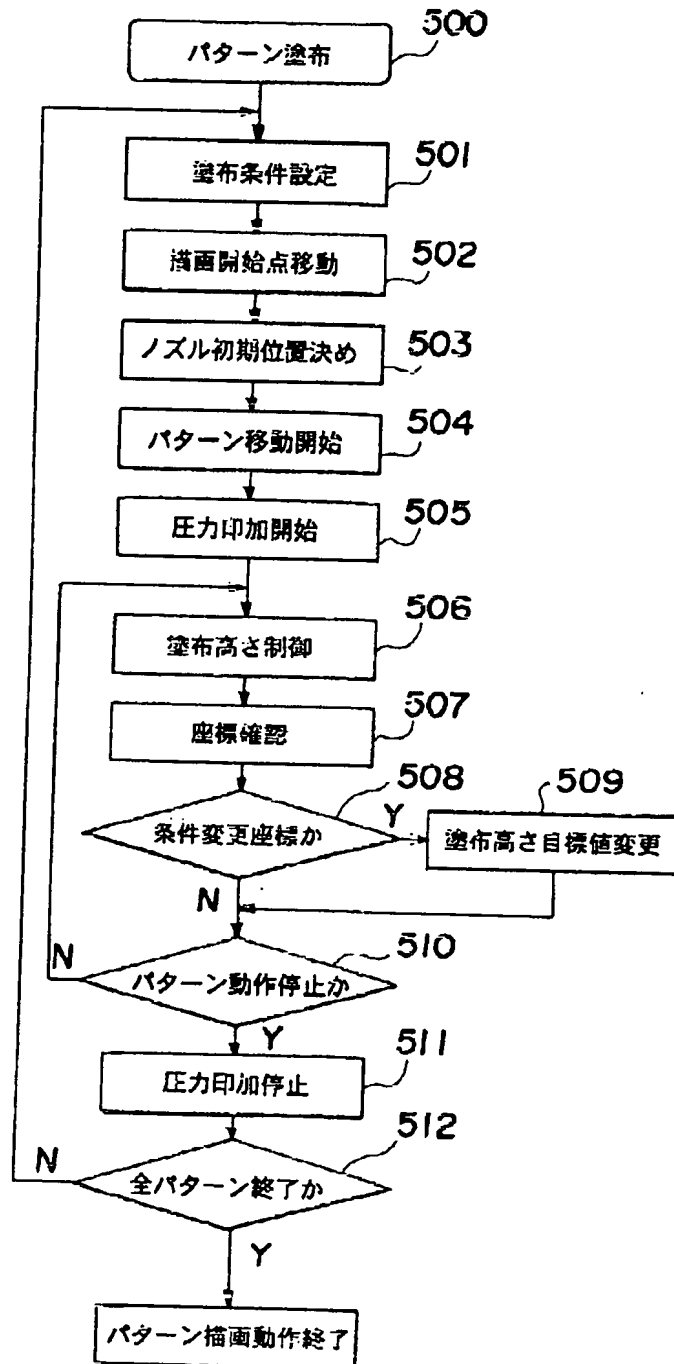 500
パターン塗布
501
塗布条件設定
502
描画開始点移動
503
ノズル初期位置決め
504
パターン移動開始
505
圧力印加開始
506
塗布高さ制御
507
座標確認
508
条件変更座標か
Y
509
塗布高さ目標値変更
N
510
N
パターン動作停止か
Y
511
圧力印加停止
512
N
全パターン終了か
Y
パターン描画動作終了